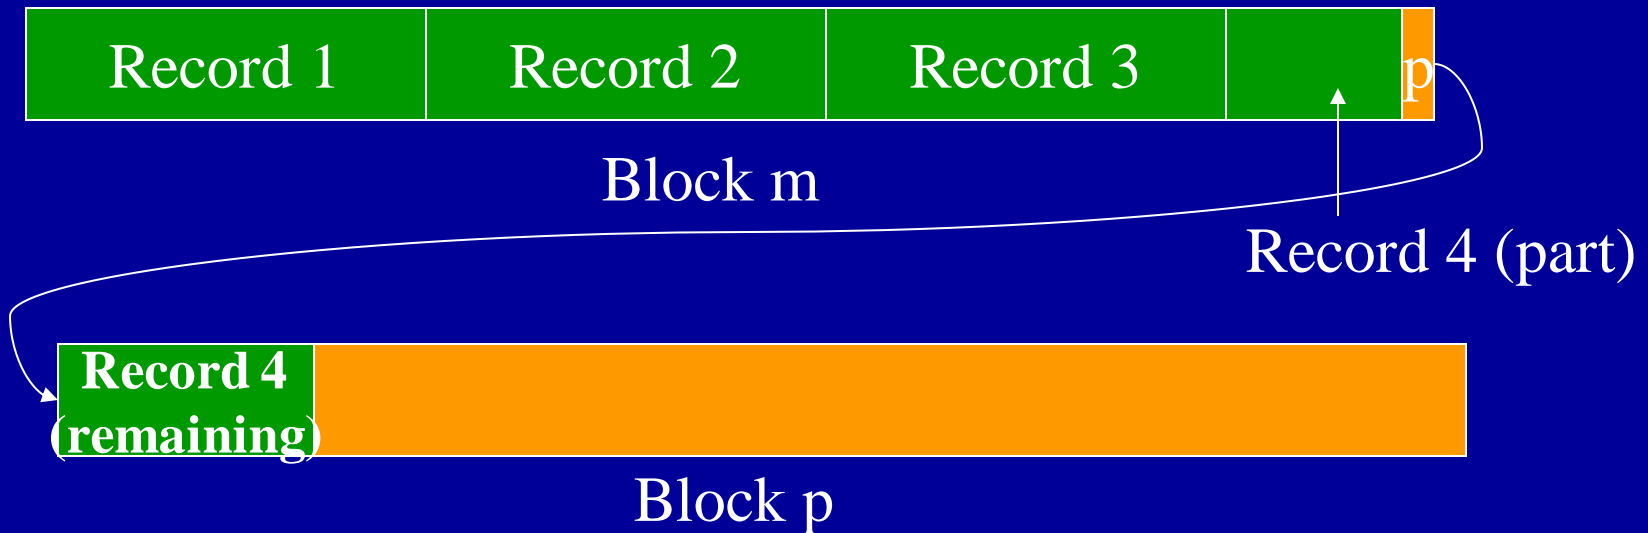 Record 1 Record 2 Record 3 p
Block m
Record 4 (part)
Record 4
(remaining)
Block p